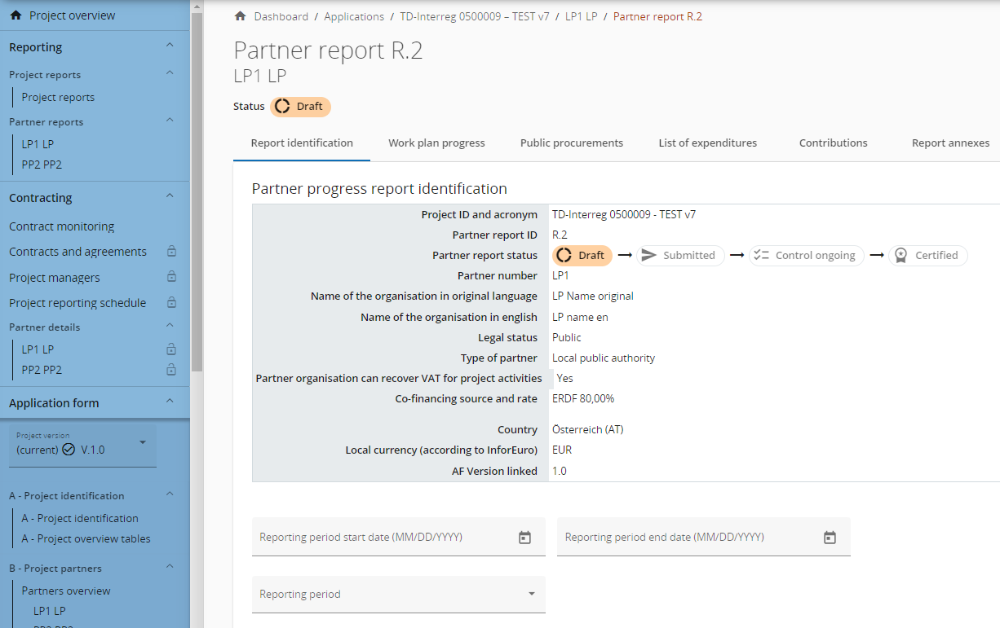 Project overview
Reporting
Project reports
Project reports
Partner reports
LP1 LP
PP2 PP2
Contracting
Contract monitoring
Contracts and agreements
Project managers
Project reporting schedule
Partner details
LP1 LP
PP2 PP2
Application form
Project version
(current) V.1.0
A - Project identification
A - Project identification
A - Project overview tables
B - Project partners
Partners overview
LP1 LP
PP2 PP2
Dashboard / Applications / TD-Interreg 0500009 – TEST v7 / LP1 LP / Partner report R.2
Partner report R.2
LP1 LP
Status Draft
Report identification Work plan progress Public procurements List of expenditures Contributions Report annexes
Partner progress report identification
Project ID and acronym TD-Interreg 0500009 - TEST v7
Partner report ID R.2
Partner report status Draft Submitted Control ongoing Certified
Partner number LP1
Name of the organisation in original language LP Name original
Name of the organisation in english LP name en
Legal status Public
Type of partner Local public authority
Partner organisation can recover VAT for project activities Yes
Co-financing source and rate ERDF 80,00%
Country Österreich (AT)
Local currency (according to InforEuro) EUR
AF Version linked 1.0
Reporting period start date (MM/DD/YYYY) Reporting period end date (MM/DD/YYYY)
Reporting period